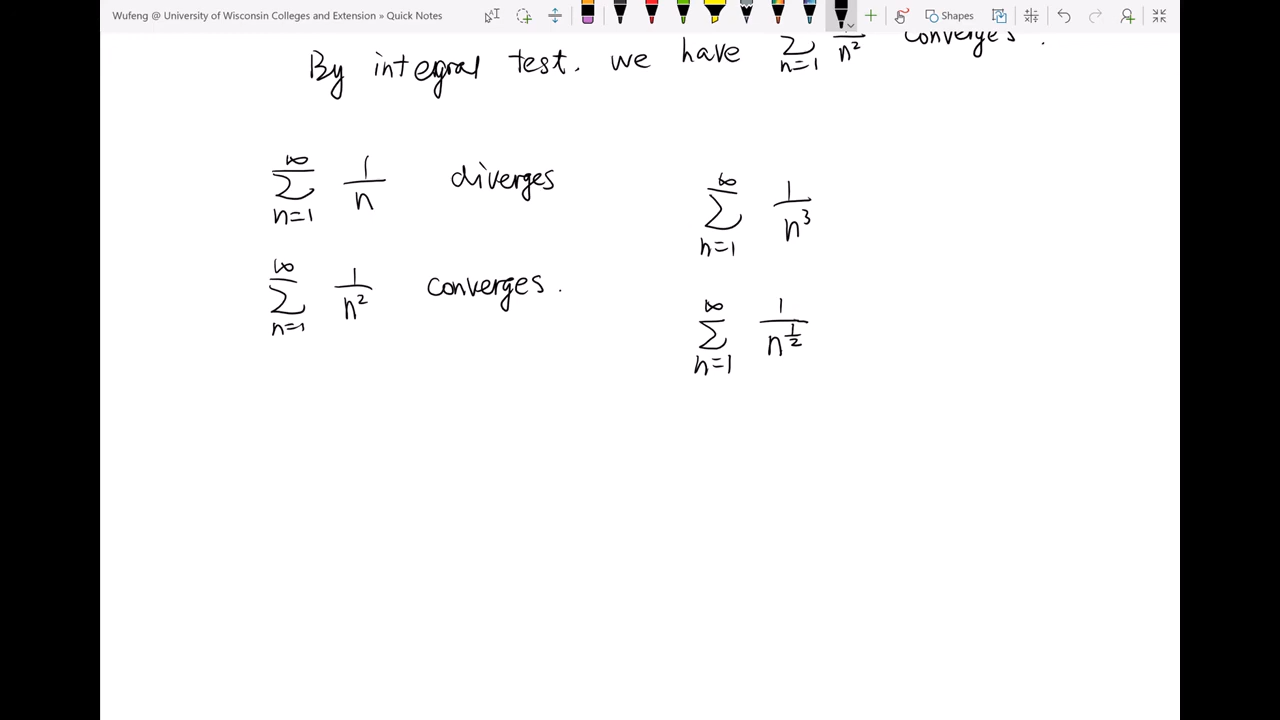 Wufeng @ University of Wisconsin Colleges and Extension » Quick Notes
Shapes
By integral test. we have ∑ n=1 1/n² converges.
∞∑n=1 1/n diverges
∞∑n=1 1/n² converges.
∞∑n=1 1/n³
∞∑n=1 1/n^{1/2}